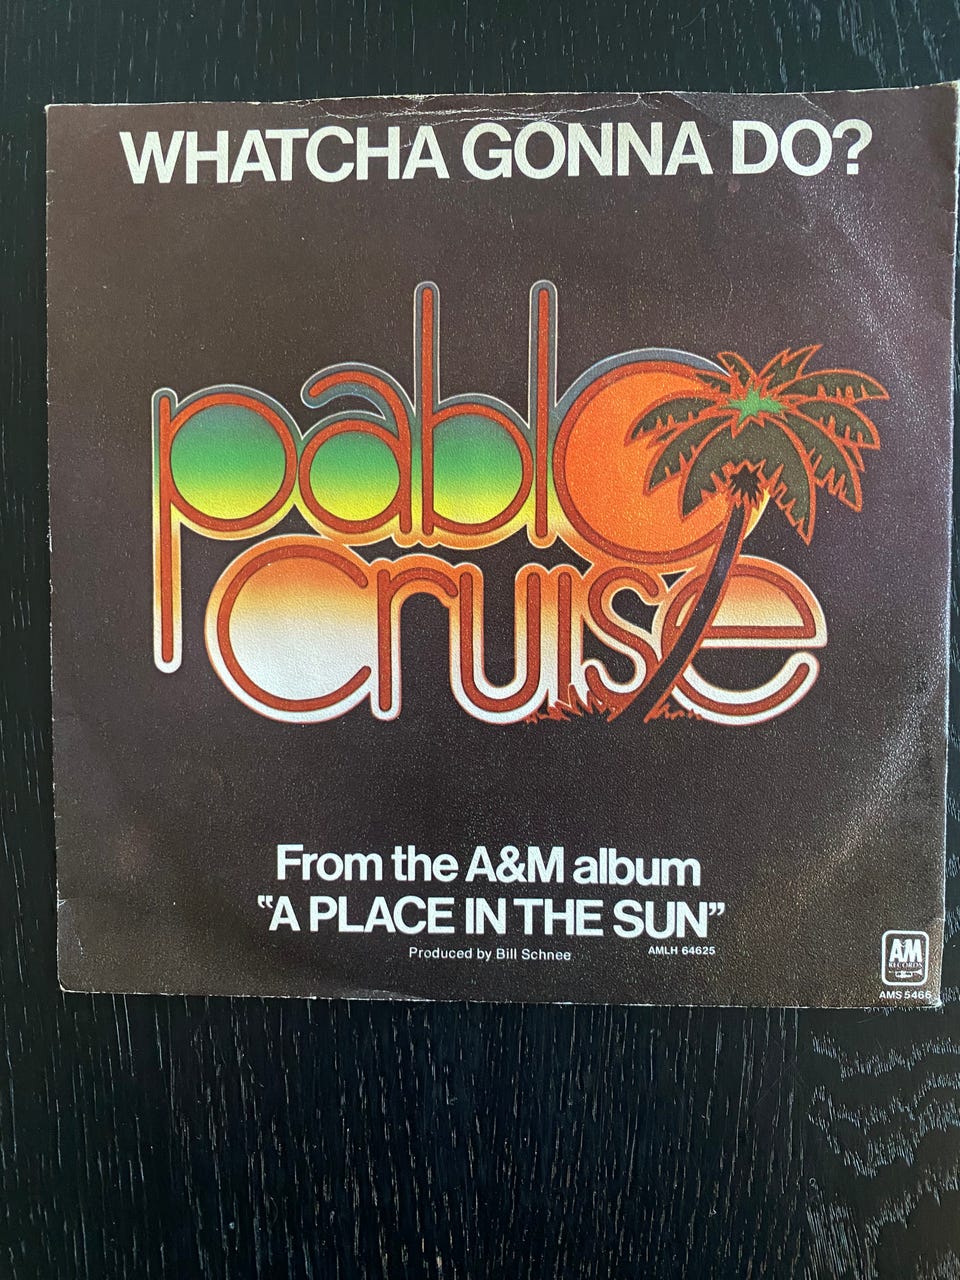 WHATCHA GONNA DO?
pablo
cruise
From the A&M album
"A PLACE IN THE SUN"
Produced by Bill Schnee AMLH 64625
AM
RECORDS
AMS 5466